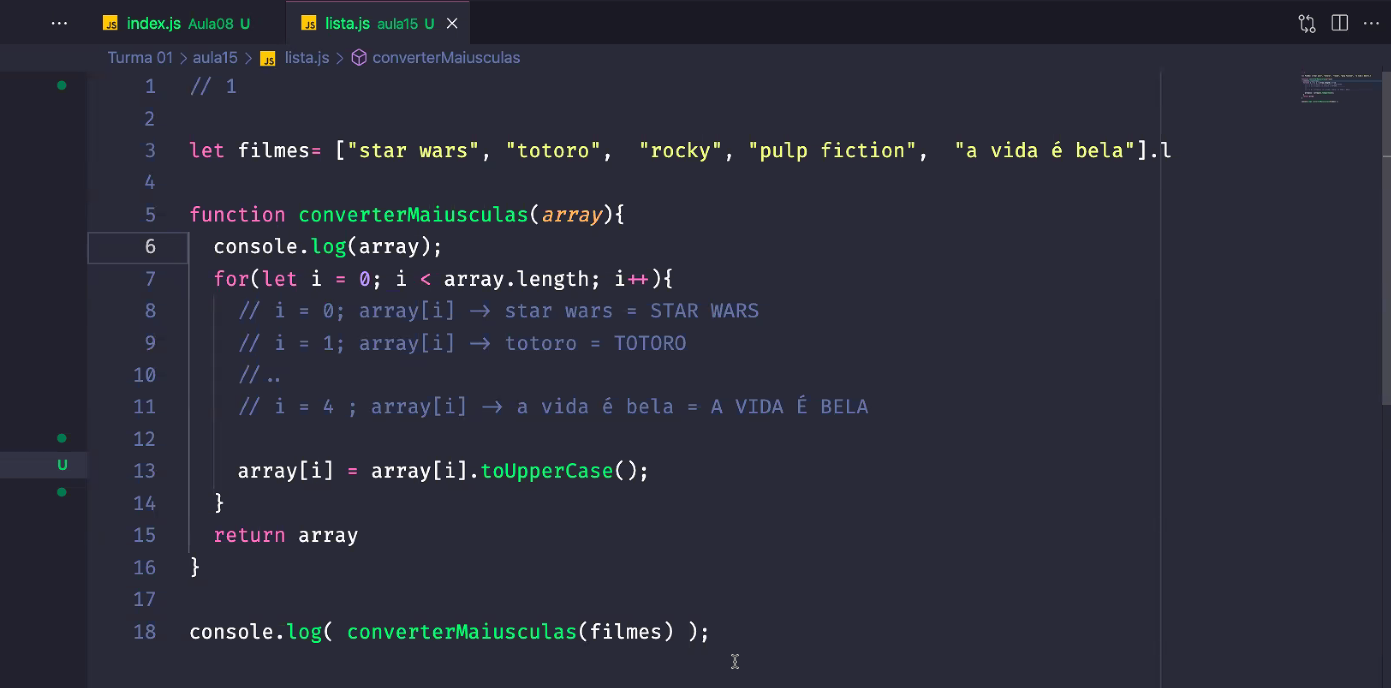 ··· JS index.js Aula08 U JS lista.js aula15 U ×
Turma 01 > aula15 > JS lista.js > converterMaiusculas
1 // 1
2
3 let filmes= ["star wars", "totoro",  "rocky", "pulp fiction",  "a vida é bela"].l
4
5 function converterMaiusculas(array){
6   console.log(array);
7   for(let i = 0; i < array.length; i++){
8     // i = 0; array[i] -> star wars = STAR WARS
9     // i = 1; array[i] -> totoro = TOTORO
10     //..
11     // i = 4 ; array[i] -> a vida é bela = A VIDA É BELA
12
U 13     array[i] = array[i].toUpperCase();
14   }
15   return array
16 }
17
18 console.log( converterMaiusculas(filmes) );